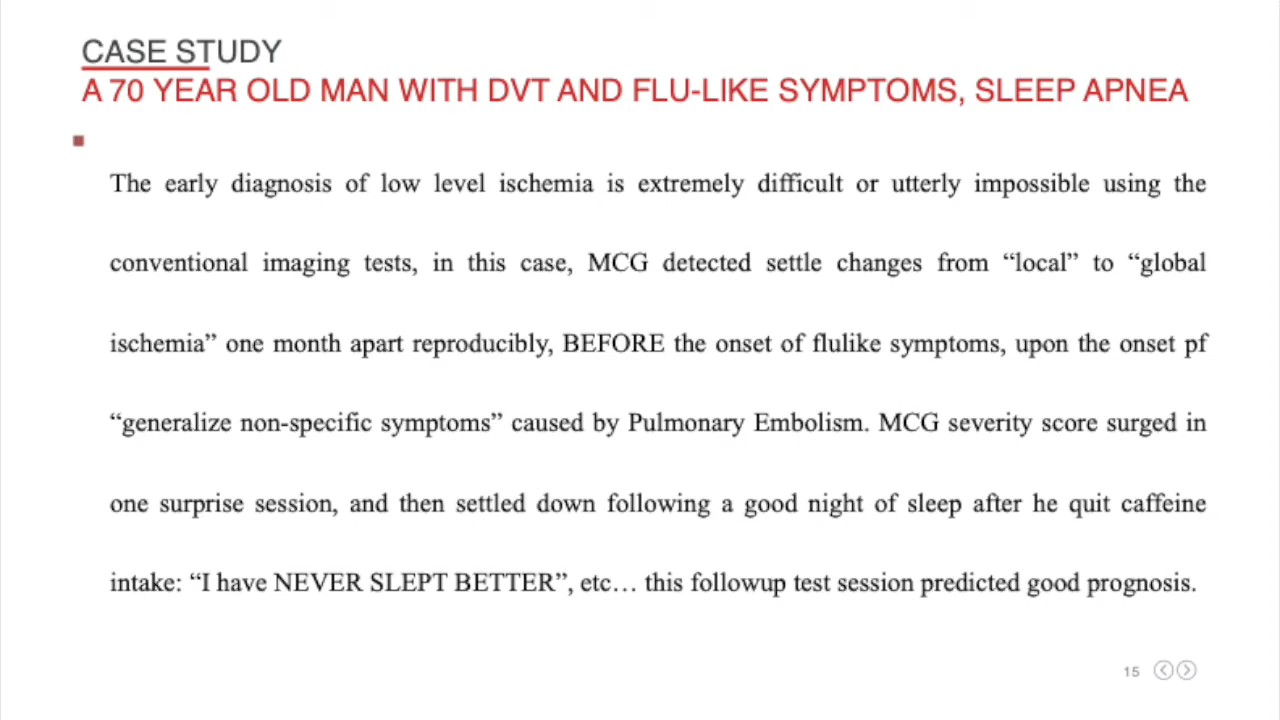 CASE STUDY
A 70 YEAR OLD MAN WITH DVT AND FLU-LIKE SYMPTOMS, SLEEP APNEA
The early diagnosis of low level ischemia is extremely difficult or utterly impossible using the
conventional imaging tests, in this case, MCG detected settle changes from “local” to “global
ischemia” one month apart reproducibly, BEFORE the onset of flulike symptoms, upon the onset pf
“generalize non-specific symptoms” caused by Pulmonary Embolism. MCG severity score surged in
one surprise session, and then settled down following a good night of sleep after he quit caffeine
intake: “I have NEVER SLEPT BETTER”, etc… this followup test session predicted good prognosis.
15